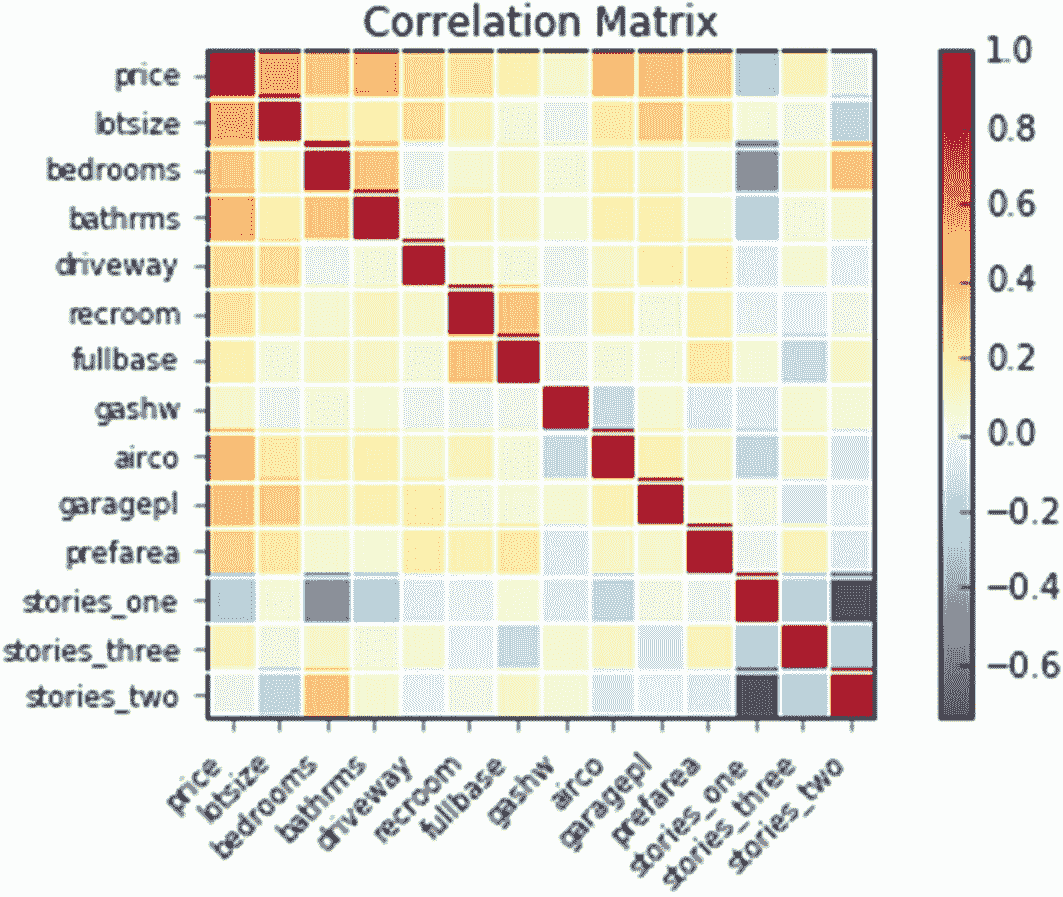 Correlation Matrix
price
lotsize
bedrooms
bathrms
driveway
recroom
fullbase
gashw
airco
garagepl
prefarea
stories_one
stories_three
stories_two
price
lotsize
bedrooms
bathrms
driveway
recroom
fullbase
gashw
airco
garagepl
prefarea
stories_one
stories_three
stories_two
1.0
0.8
0.6
0.4
0.2
0.0
−0.2
−0.4
−0.6